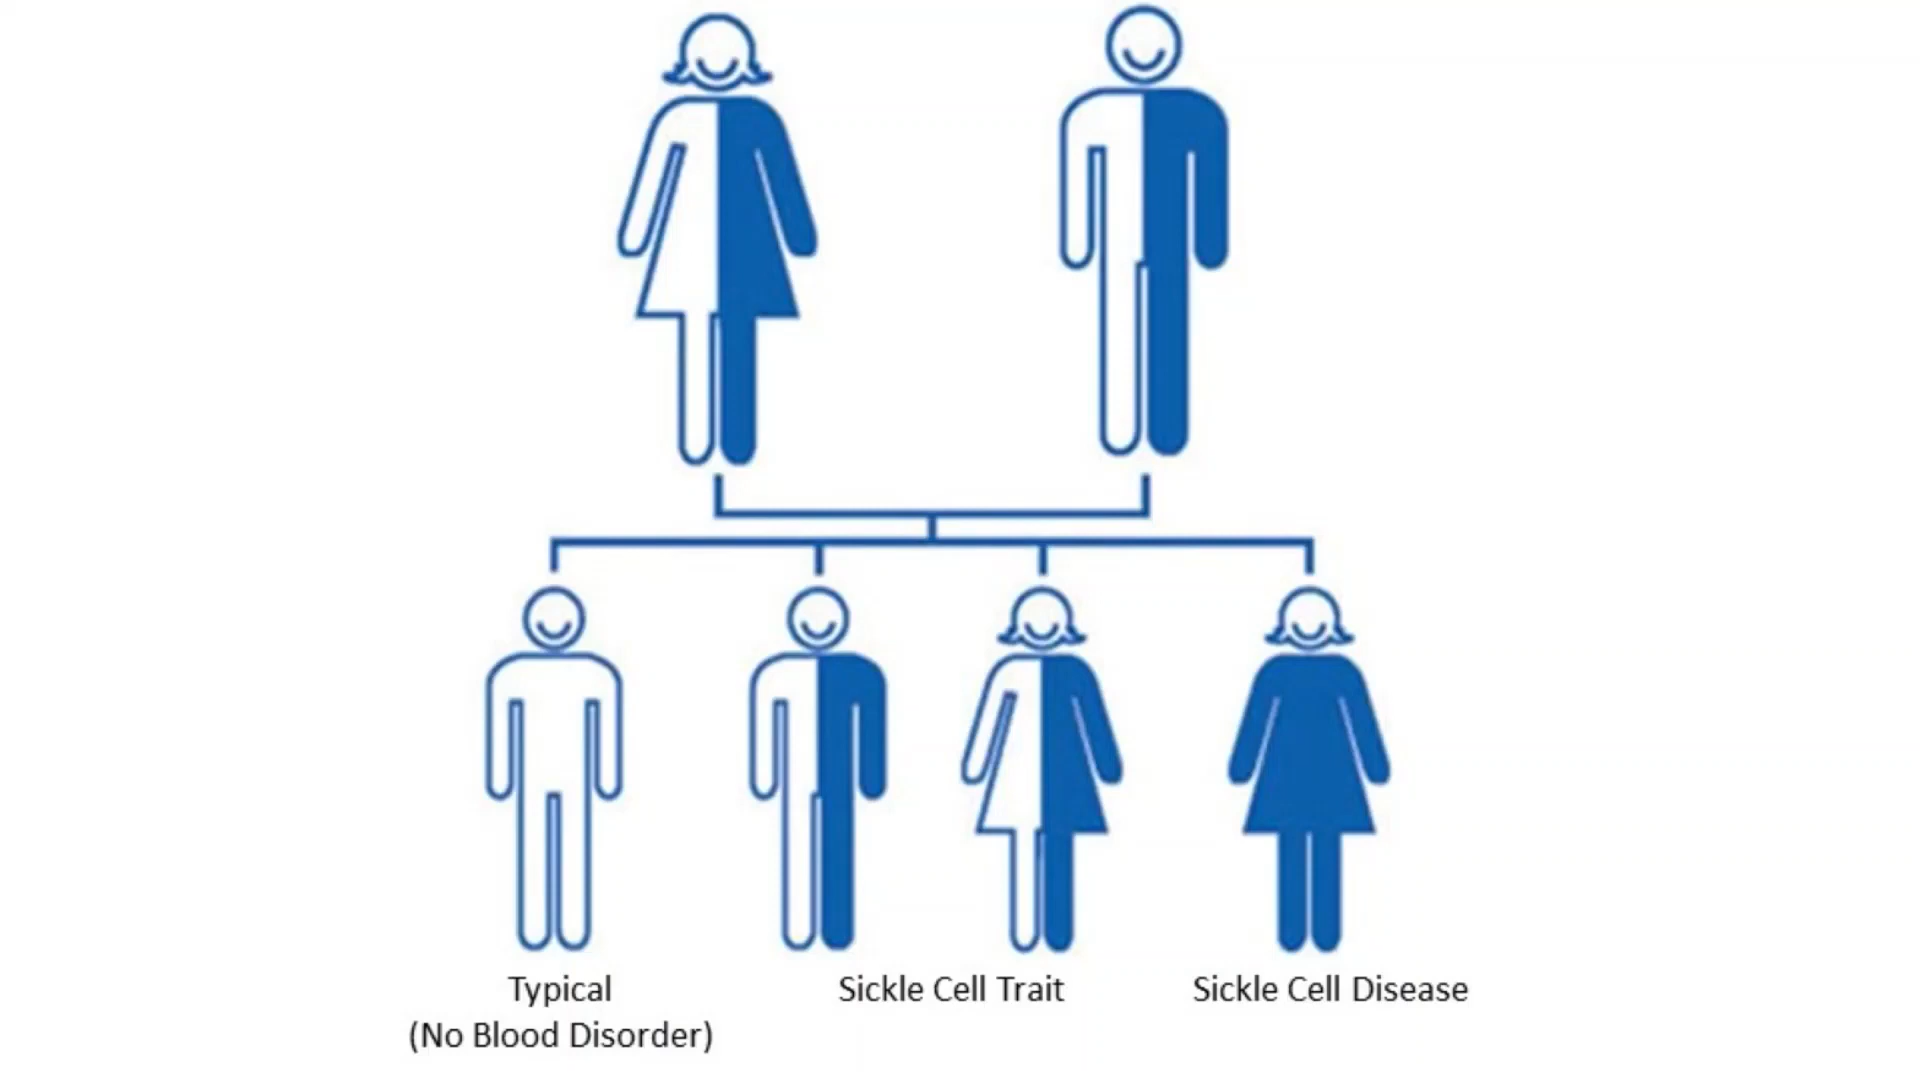 Typical
(No Blood Disorder)
Sickle Cell Trait
Sickle Cell Disease